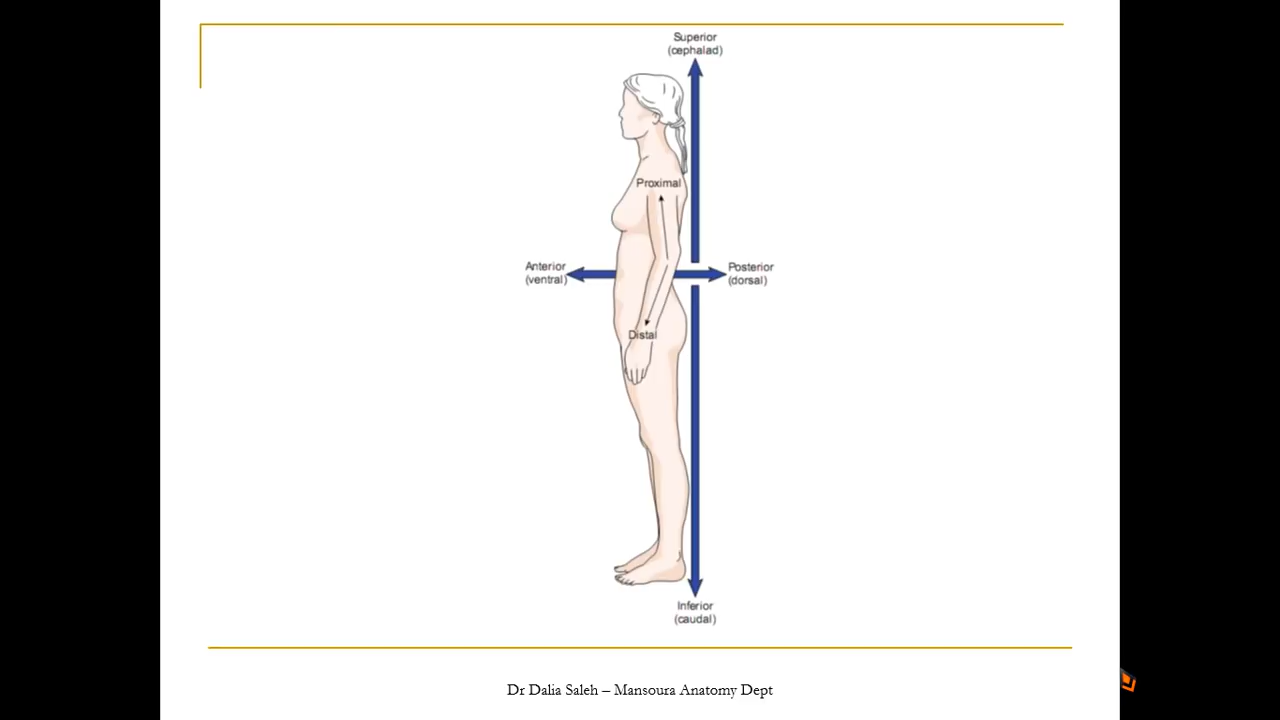 Superior
(cephalad)
Proximal
Anterior
(ventral)
Posterior
(dorsal)
Distal
Inferior
(caudal)
Dr Dalia Saleh – Mansoura Anatomy Dept